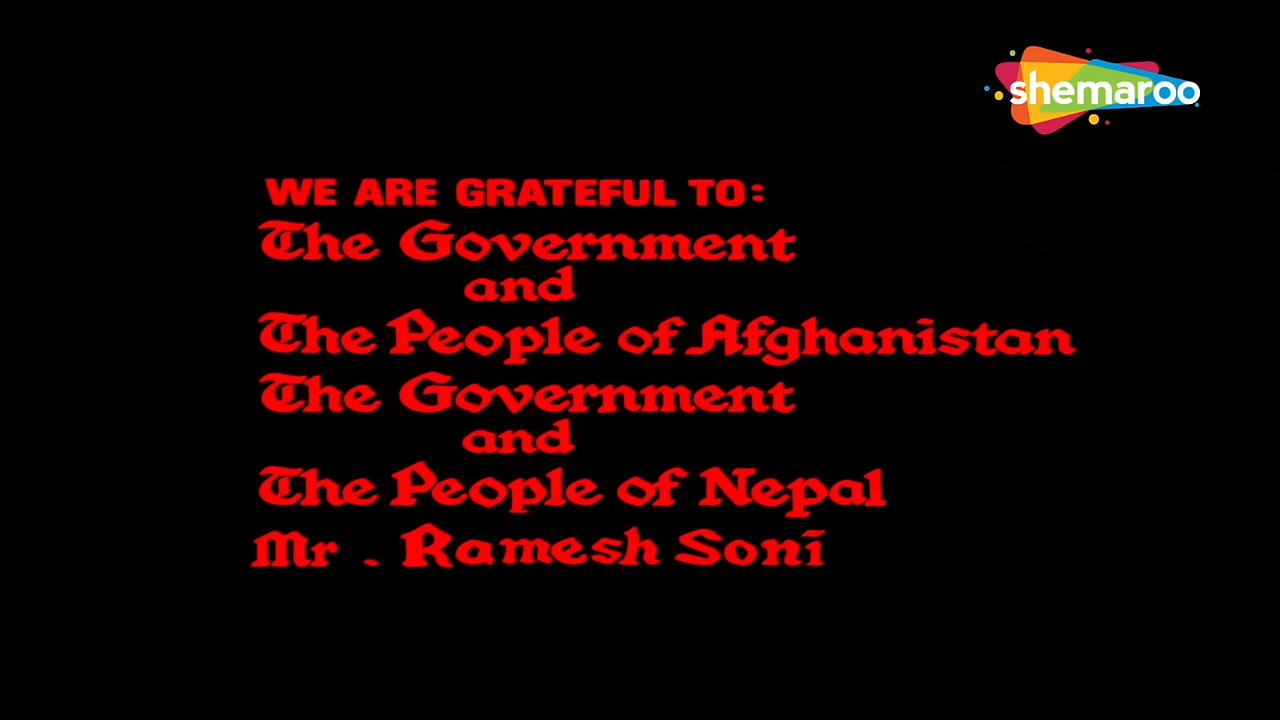 shemaroo
WE ARE GRATEFUL TO:
The Government
and
The People of Afghanistan
The Government
and
The People of Nepal
Mr . Ramesh Soni